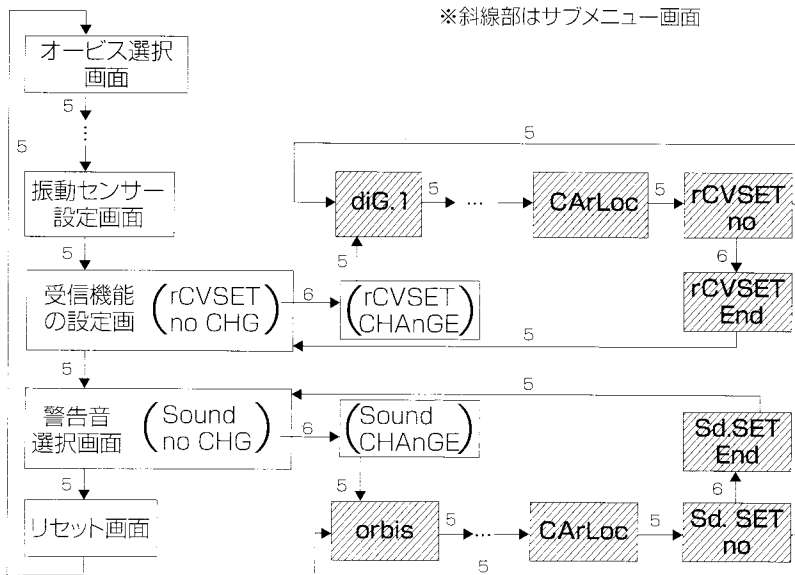 ※斜線部はサブメニュー画面
オービス選択
画面
5
5
5
振動センサー
設定画面
diG.1
5
CArLoc
5
rCVSET
no
5
5
6
受信機能
の設定画
(rCVSET
no CHG)
6
(rCVSET
CHAnGE)
rCVSET
End
5
5
5
警告音
選択画面
(Sound
no CHG)
6
(Sound
CHAnGE)
Sd.SET
End
5
5
6
リセット画面
orbis
5
CArLoc
5
Sd. SET
no
5